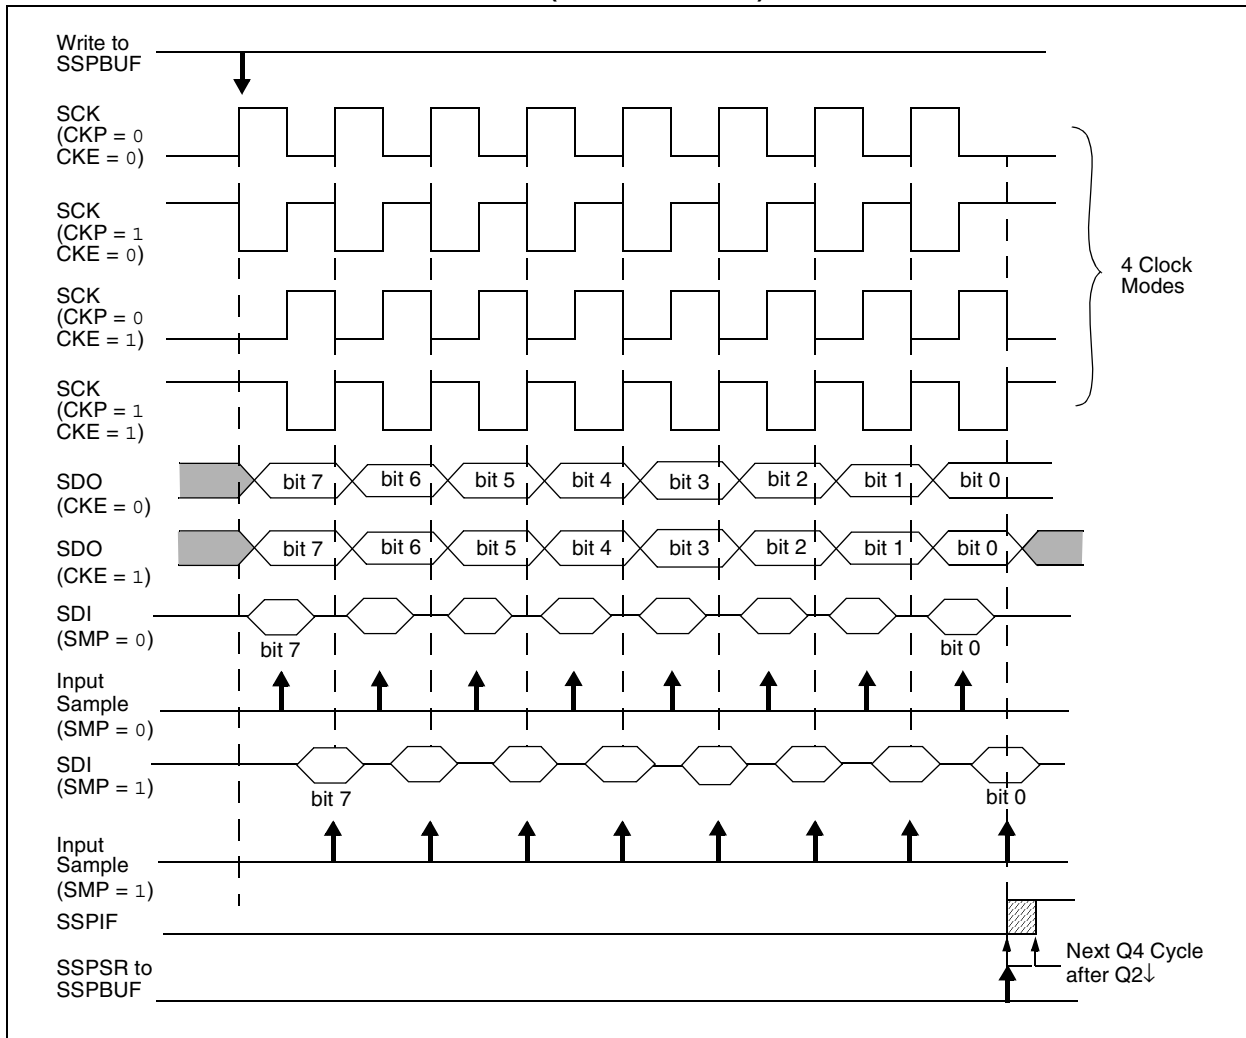 Write to
SSPBUF
SCK
(CKP = 0
CKE = 0)
SCK
(CKP = 1
CKE = 0)
SCK
(CKP = 0
CKE = 1)
SCK
(CKP = 1
CKE = 1)
4 Clock
Modes
SDO
(CKE = 0)
bit 7 bit 6 bit 5 bit 4 bit 3 bit 2 bit 1 bit 0
SDO
(CKE = 1)
bit 7 bit 6 bit 5 bit 4 bit 3 bit 2 bit 1 bit 0
SDI
(SMP = 0)
bit 7 bit 0
Input
Sample
(SMP = 0)
SDI
(SMP = 1)
bit 7 bit 0
Input
Sample
(SMP = 1)
SSPIF
Next Q4 Cycle
after Q2↓
SSPSR to
SSPBUF